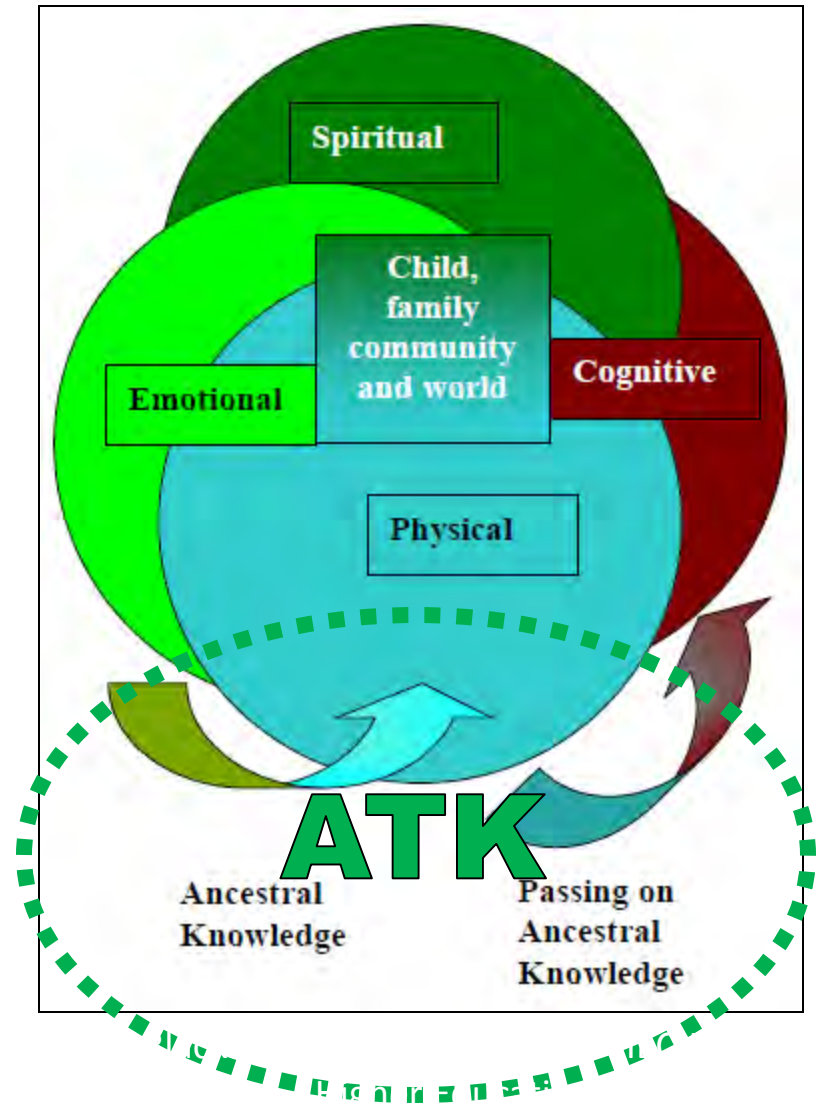 Spiritual
Child,
family
community
and world
Cognitive
Emotional
Physical
ATK
Ancestral
Knowledge
Passing on
Ancestral
Knowledge